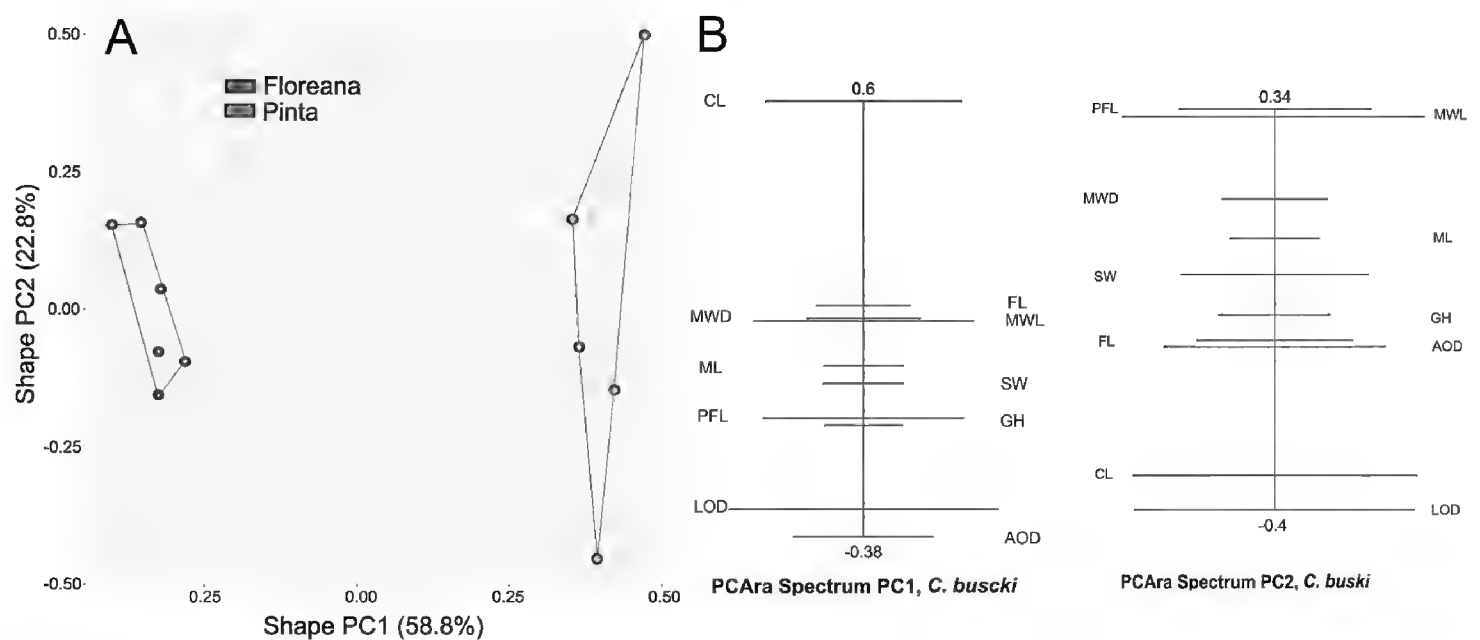 A
B
0.50
0.25
0.00
-0.25
-0.50
Shape PC2 (22.8%)
Floreana
Pinta
0.25
0.00
0.25
0.50
Shape PC1 (58.8%)
0.6
CL
FL
MWD
MWL
ML
SW
PFL
GH
LOD
AOD
-0.38
PCAra Spectrum PC1, C. buscki
0.34
PFL
MWL
MWD
ML
SW
GH
FL
AOD
CL
LOD
-0.4
PCAra Spectrum PC2, C. buski